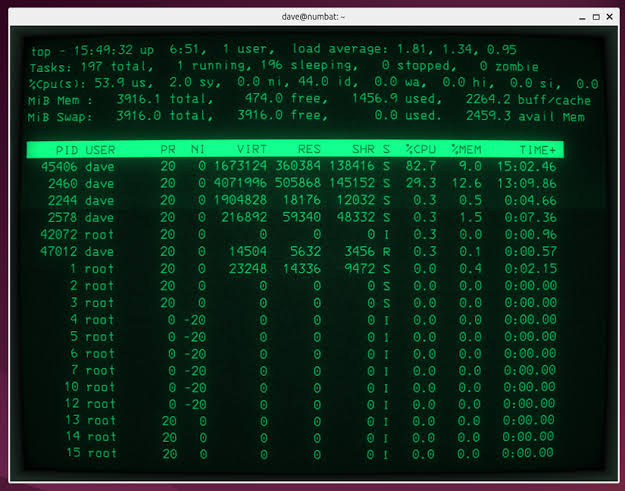 dave@numbat: ~
top - 15:49:32 up  6:51,  1 user,  load average: 1.81, 1.34, 0.95
Tasks: 197 total,   1 running, 196 sleeping,   0 stopped,   0 zombie
%Cpu(s): 53.9 us,  2.0 sy,  0.0 ni, 44.0 id,  0.0 wa,  0.0 hi,  0.0 si,  0.0
MiB Mem :   3916.1 total,    474.0 free,   1456.9 used,   2264.2 buff/cache
MiB Swap:   3916.0 total,   3916.0 free,      0.0 used.   2459.3 avail Mem
PID USER      PR  NI    VIRT    RES    SHR S  %CPU  %MEM     TIME+
45406 dave      20   0 1673124 360384 138416 S  82.7   9.0  15:02.46
2460 dave      20   0 4071996 505868 145152 S  29.3  12.6  13:09.86
2244 dave      20   0 1904828  18176  12032 S   0.3   0.5   0:04.66
2578 dave      20   0  216892  59340  48332 S   0.3   1.5   0:07.36
42072 root      20   0       0      0      0 I   0.3   0.0   0:00.96
47012 dave      20   0   14504   5632   3456 R   0.3   0.1   0:00.57
1 root      20   0   23248  14336   9472 S   0.0   0.4   0:02.15
2 root      20   0       0      0      0 S   0.0   0.0   0:00.00
3 root      20   0       0      0      0 S   0.0   0.0   0:00.00
4 root       0 -20       0      0      0 I   0.0   0.0   0:00.00
5 root       0 -20       0      0      0 I   0.0   0.0   0:00.00
6 root       0 -20       0      0      0 I   0.0   0.0   0:00.00
7 root       0 -20       0      0      0 I   0.0   0.0   0:00.00
10 root       0 -20       0      0      0 I   0.0   0.0   0:00.00
12 root       0 -20       0      0      0 I   0.0   0.0   0:00.00
13 root      20   0       0      0      0 I   0.0   0.0   0:00.00
14 root      20   0       0      0      0 I   0.0   0.0   0:00.00
15 root      20   0       0      0      0 I   0.0   0.0   0:00.00